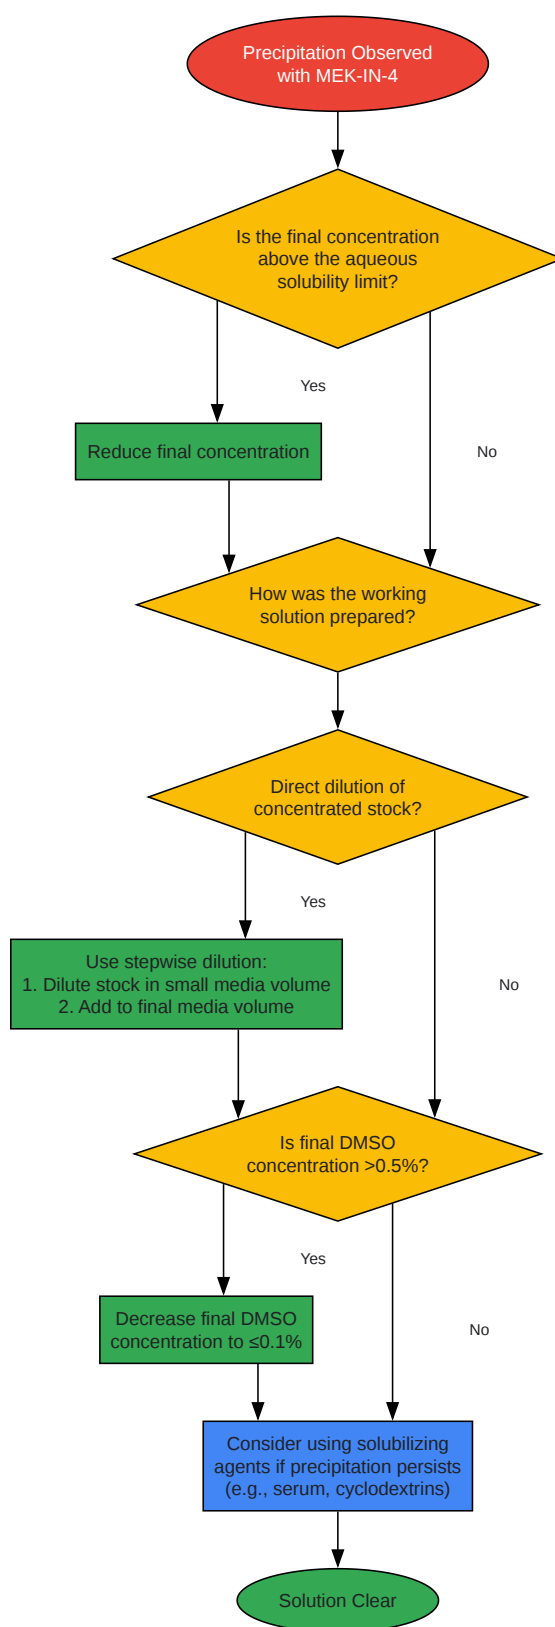 Precipitation Observed
with MEK-IN-4
Is the final concentration
above the aqueous
solubility limit?
Yes
Reduce final concentration
No
How was the working
solution prepared?
Direct dilution of
concentrated stock?
Yes
Use stepwise dilution:
1. Dilute stock in small media volume
2. Add to final media volume
No
Is final DMSO
concentration >0.5%?
Yes
Decrease final DMSO
concentration to ≤0.1%
No
Consider using solubilizing
agents if precipitation persists
(e.g., serum, cyclodextrins)
Solution Clear